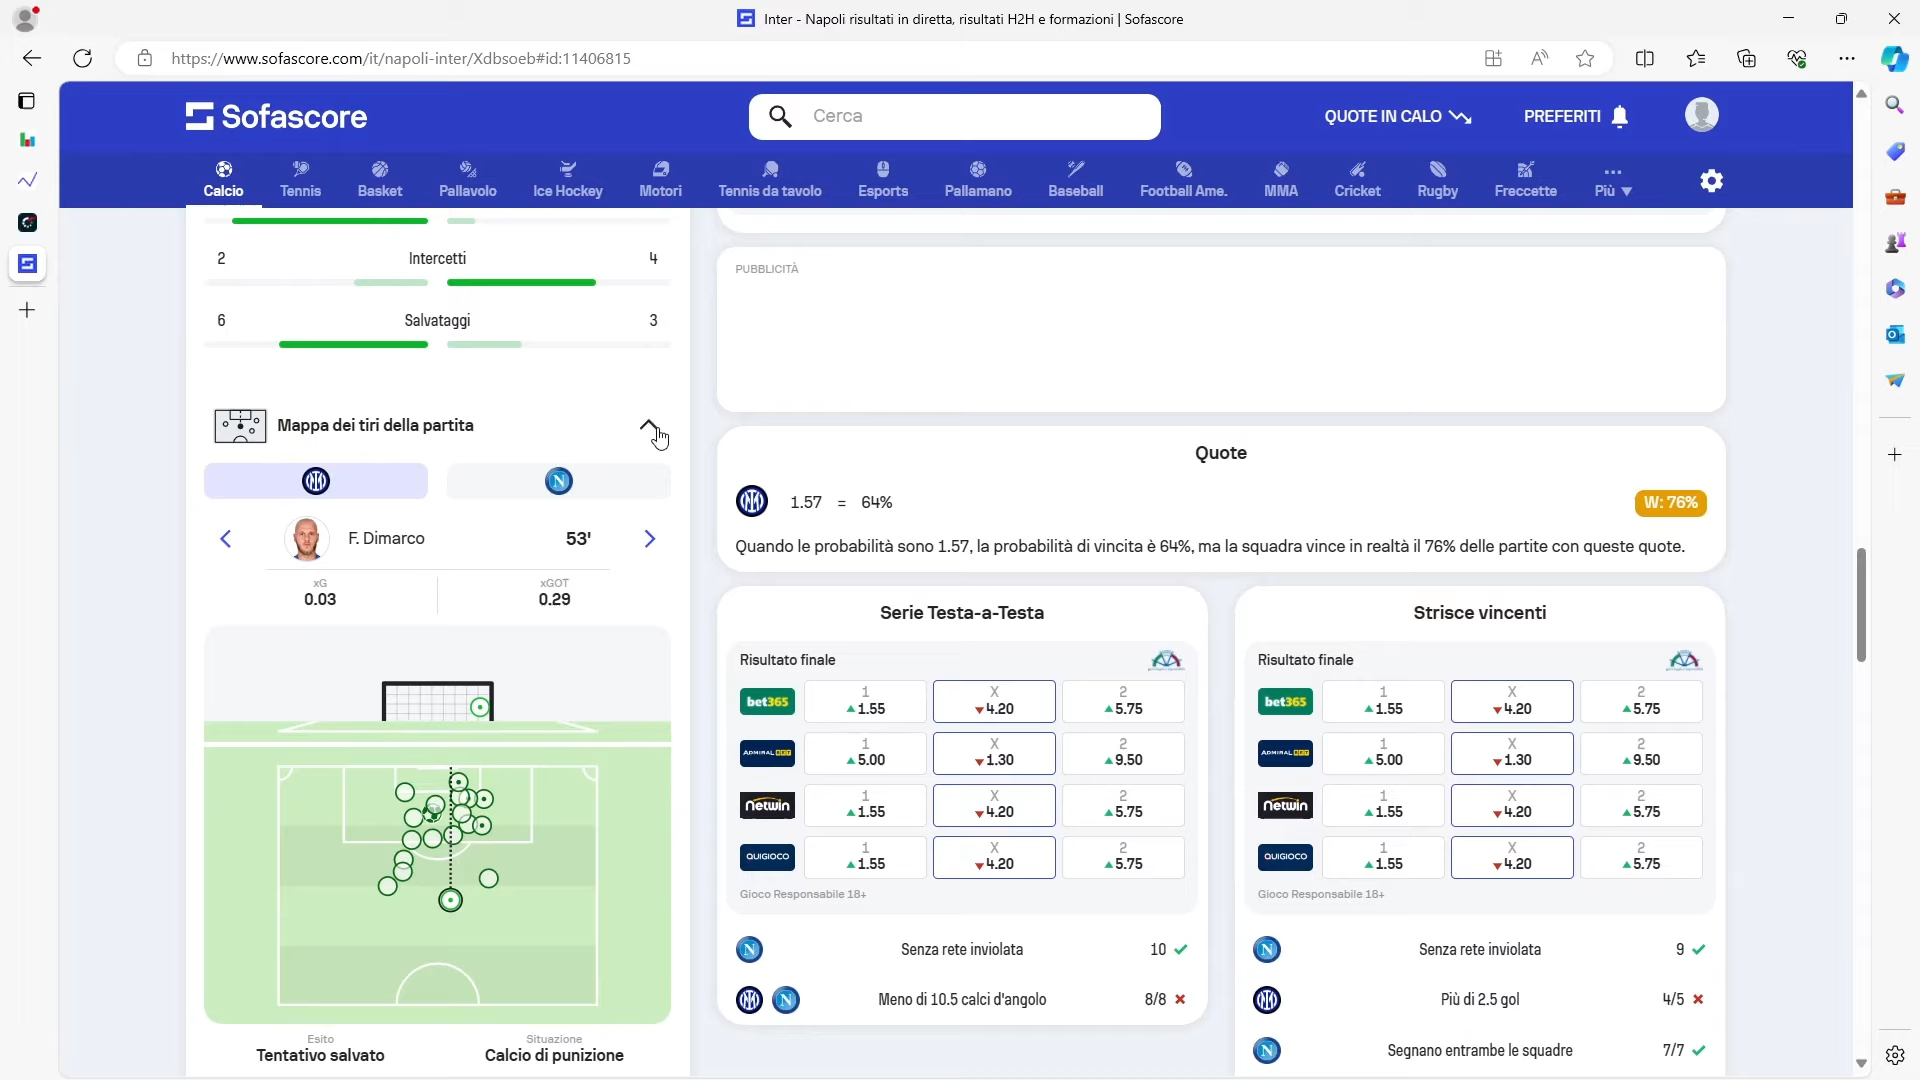 Inter - Napoli risultati in diretta, risultati H2H e formazioni | Sofascore
https://www.sofascore.com/it/napoli-inter/Xdbsoeb#id:11406815
Sofascore
Cerca
QUOTE IN CALO
PREFERITI
Calcio
Tennis
Basket
Pallavolo
Ice Hockey
Motori
Tennis da tavolo
Esports
Pallamano
Baseball
Football Ame.
MMA
Cricket
Rugby
Freccette
Più
2 Intercetti 4
6 Salvataggi 3
Mappa dei tiri della partita
N
F. Dimarco 53'
xG
0.03
xGOT
0.29
Esito
Tentativo salvato
Situazione
Calcio di punizione
PUBBLICITÀ
Quote
1.57 = 64%
W: 76%
Quando le probabilità sono 1.57, la probabilità di vincita è 64%, ma la squadra vince in realtà il 76% delle partite con queste quote.
Serie Testa-a-Testa
Risultato finale
bet365
1
1.55
X
4.20
2
5.75
ADMIRALBET
1
5.00
X
1.30
2
9.50
netwin
1
1.55
X
4.20
2
5.75
QUIGIOCO
1
1.55
X
4.20
2
5.75
Gioco Responsabile 18+
N Senza rete inviolata 10
N Meno di 10.5 calci d'angolo 8/8
Strisce vincenti
Risultato finale
bet365
1
1.55
X
4.20
2
5.75
ADMIRALBET
1
5.00
X
1.30
2
9.50
netwin
1
1.55
X
4.20
2
5.75
QUIGIOCO
1
1.55
X
4.20
2
5.75
Gioco Responsabile 18+
N Senza rete inviolata 9
Più di 2.5 gol 4/5
N Segnano entrambe le squadre 7/7